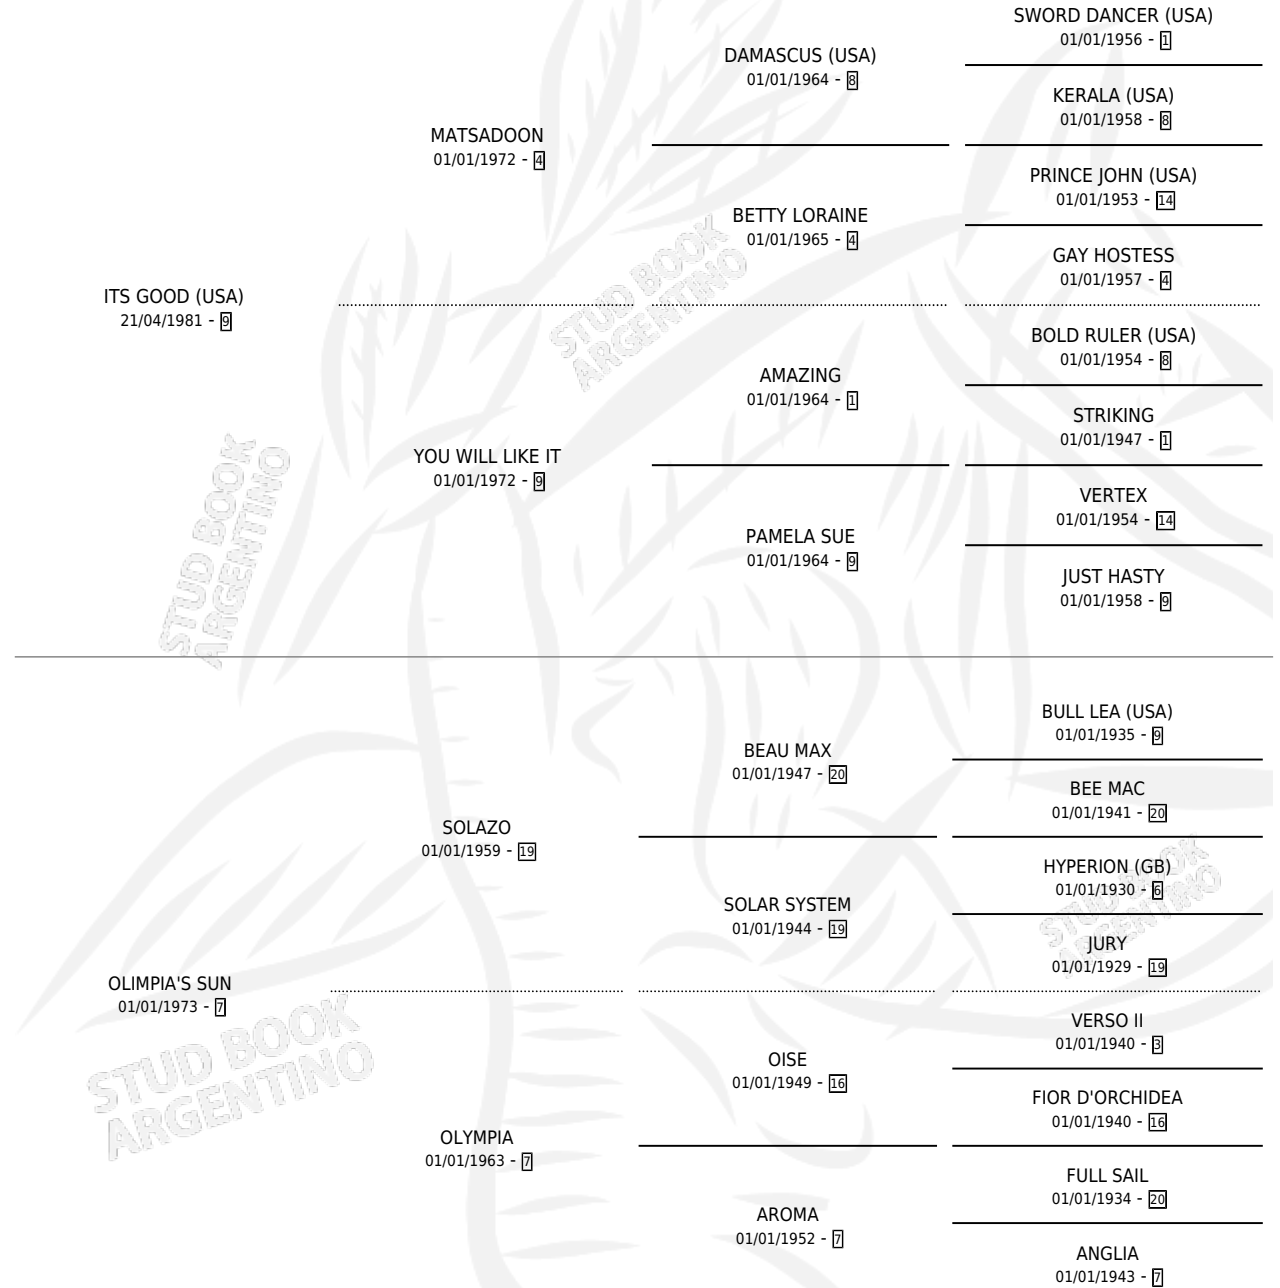 SWORD DANCER (USA)
01/01/1956 - 1
DAMASCUS (USA)
01/01/1964 - 8
KERALA (USA)
01/01/1958 - 8
MATSADOON
01/01/1972 - 4
PRINCE JOHN (USA)
01/01/1953 - 14
BETTY LORAINE
01/01/1965 - 4
GAY HOSTESS
01/01/1957 - 4
ITS GOOD (USA)
21/04/1981 - 9
STUD BOOK
ARGENTINO
BOLD RULER (USA)
01/01/1954 - 8
AMAZING
01/01/1964 - 1
STRIKING
01/01/1947 - 1
YOU WILL LIKE IT
01/01/1972 - 9
VERTEX
01/01/1954 - 14
PAMELA SUE
01/01/1964 - 9
JUST HASTY
01/01/1958 - 9
STUD BOOK
ARGENTINO
BULL LEA (USA)
01/01/1935 - 9
BEAU MAX
01/01/1947 - 20
BEE MAC
01/01/1941 - 20
SOLAZO
01/01/1959 - 19
HYPERION (GB)
01/01/1930 - 6
SOLAR SYSTEM
01/01/1944 - 19
STUD BOOK
ARGENTINO
JURY
01/01/1929 - 19
OLIMPIA'S SUN
01/01/1973 - 7
VERSO II
01/01/1940 - 3
OISE
01/01/1949 - 16
STUD BOOK
ARGENTINO
FIOR D'ORCHIDEA
01/01/1940 - 16
OLYMPIA
01/01/1963 - 7
FULL SAIL
01/01/1934 - 20
AROMA
01/01/1952 - 7
ANGLIA
01/01/1943 - 7